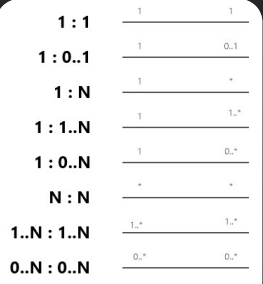 1 : 1 1 1
1 : 0..1 1 0..1
1 : N 1 *
1 : 1..N 1 1..*
1 : 0..N 1 0..*
N : N * *
1..N : 1..N 1..* 1..*
0..N : 0..N 0..* 0..*